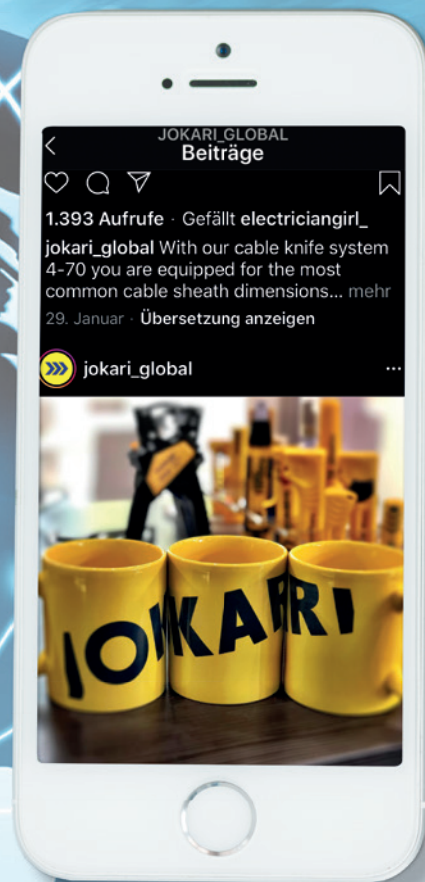 JOKARI_GLOBAL
Beiträge
1.393 Aufrufe · Gefällt electriciangirl_
jokari_global With our cable knife system
4-70 you are equipped for the most
common cable sheath dimensions... mehr
29. Januar · Übersetzung anzeigen
jokari_global
JOKARI